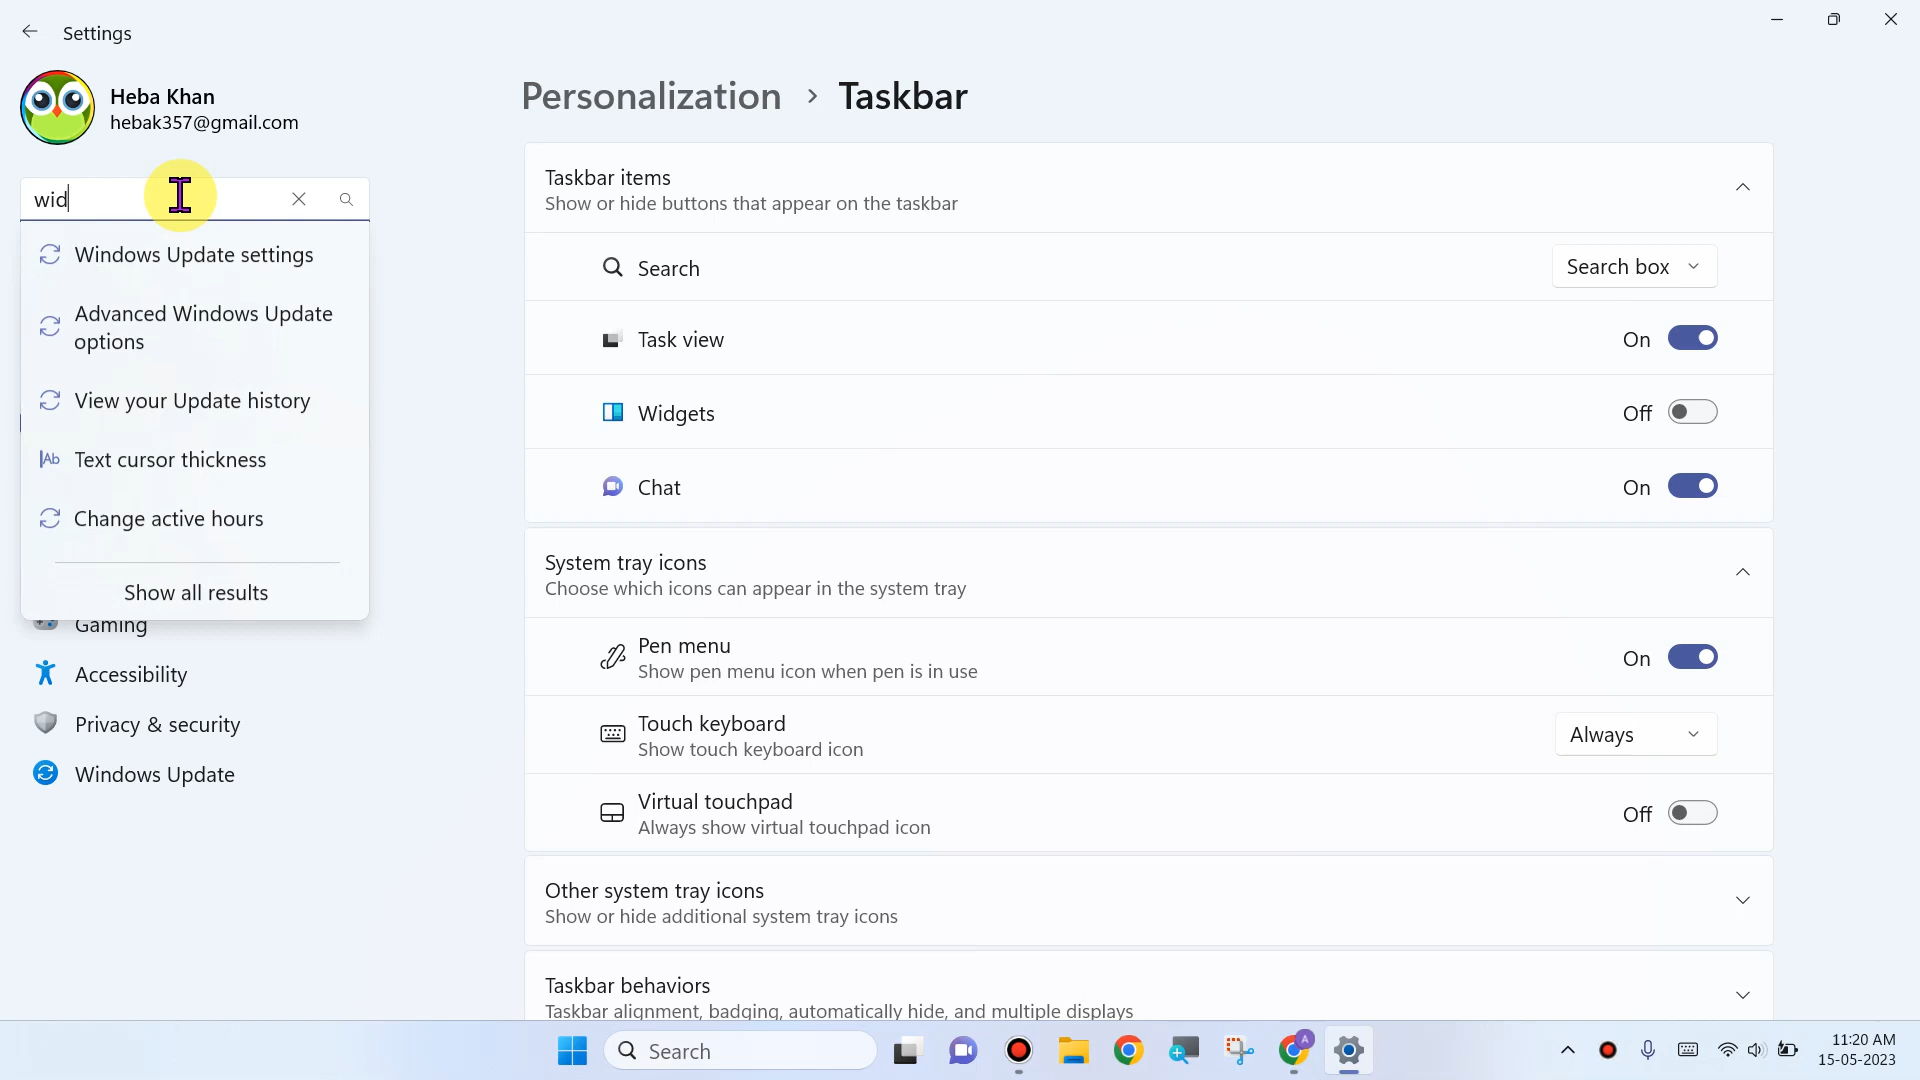 Settings
Heba Khan
hebak357@gmail.com
wid
Windows Update settings
Advanced Windows Update
options
View your Update history
Ab
Text cursor thickness
Change active hours
Show all results
Gaming
Accessibility
Privacy & security
Windows Update
Personalization > Taskbar
Taskbar items
Show or hide buttons that appear on the taskbar
Search
Search box
Task view
On
Widgets
Off
Chat
On
System tray icons
Choose which icons can appear in the system tray
Pen menu
Show pen menu icon when pen is in use
On
Touch keyboard
Show touch keyboard icon
Always
Virtual touchpad
Always show virtual touchpad icon
Off
Other system tray icons
Show or hide additional system tray icons
Taskbar behaviors
Taskbar alignment, badging, automatically hide, and multiple displays
Search
A
11:20 AM
15-05-2023